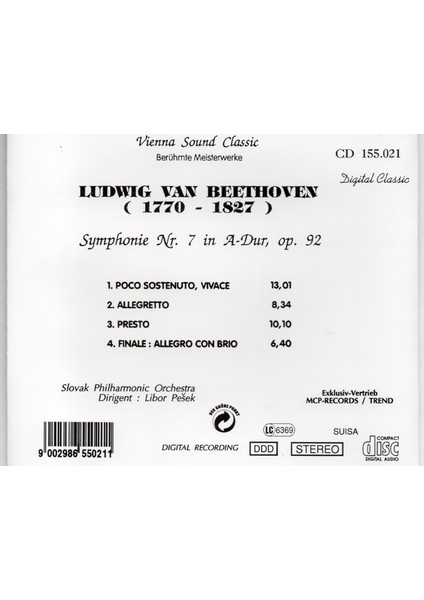 Vienna Sound Classic
Berühmte Meisterwerke
CD 155.021
Digital Classic
LUDWIG VAN BEETHOVEN
( 1770 - 1827 )
Symphonie Nr. 7 in A-Dur, op. 92
1. POCO SOSTENUTO, VIVACE 13,01
2. ALLEGRETTO 8,34
3. PRESTO 10,10
4. FINALE : ALLEGRO CON BRIO 6,40
Slovak Philharmonic Orchestra
Dirigent : Libor Pešek
Exklusiv-Vertrieb
MCP-RECORDS / TREND
DER GRÜNE PUNKT
9 002986 550211
DIGITAL RECORDING
DDD
STEREO
LC 6369
SUISA
COMPACT
disc
DIGITAL AUDIO